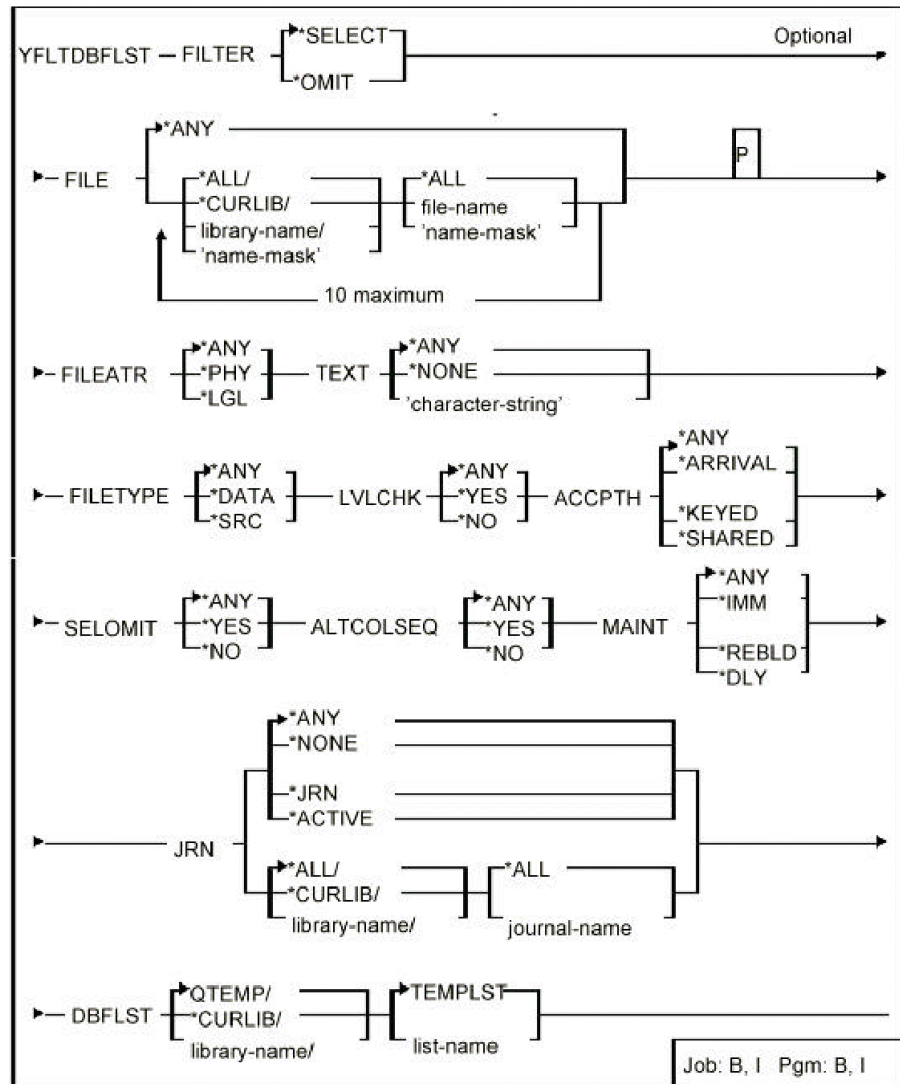 YFLTDBFLST FILTER *SELECT Optional
*OMIT
*ANY
P
FILE *ALL/ *ALL
*CURLIB/ file-name
library-name/ 'name-mask'
'name-mask'
10 maximum
*ANY *ANY
FILEATR *PHY TEXT *NONE
*LGL 'character-string'
*ANY *ANY *ANY
*ARRIVAL
FILETYPE *DATA LVLCHK *YES ACCPTH
*SRC *NO *KEYED
*SHARED
*ANY *ANY *ANY
*IMM
SELOMIT *YES ALTCOLSEQ *YES MAINT
*NO *NO *REBLD
*DLY
*ANY
*NONE
*JRN
*ACTIVE
JRN
*ALL/ *ALL
*CURLIB/
library-name/ journal-name
QTEMP/ TEMPLST
DBFLST *CURLIB/
library-name/ list-name
Job: B, I Pgm: B, I